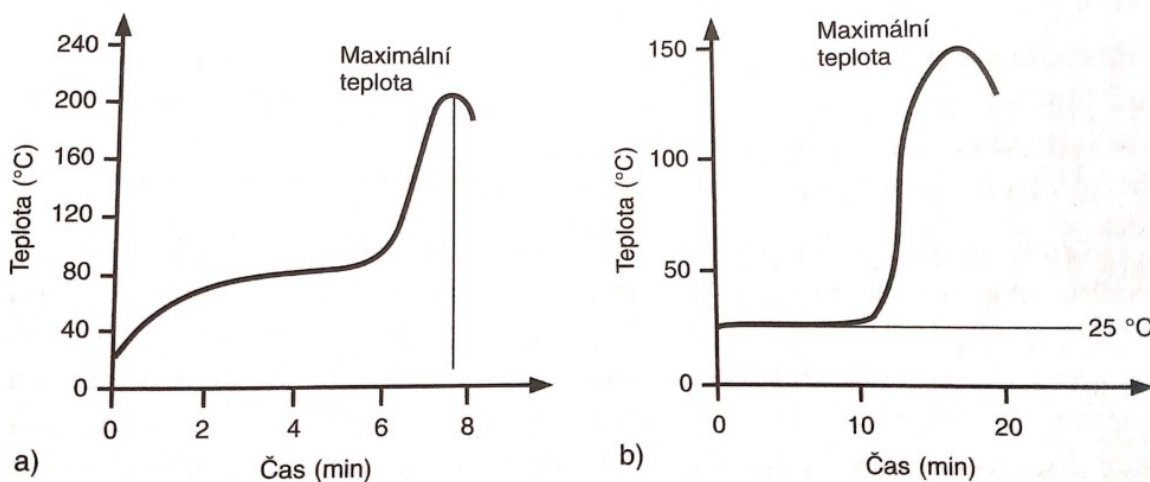 Teplota (°C)
240
200
160
120
80
40
0
Maximální
teplota
0 2 4 6 8
Čas (min)
a)
Teplota (°C)
150
100
50
0
Maximální
teplota
25 °C
0 10 20
Čas (min)
b)